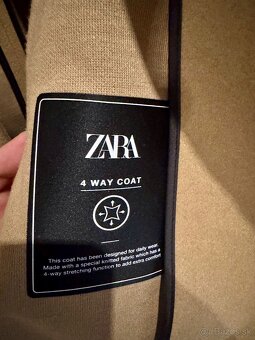 ZARA
4 WAY COAT
This coat has been designed for daily wear.
Made with a special knitted fabric which has a
4-way stretching function to add extra comfort.